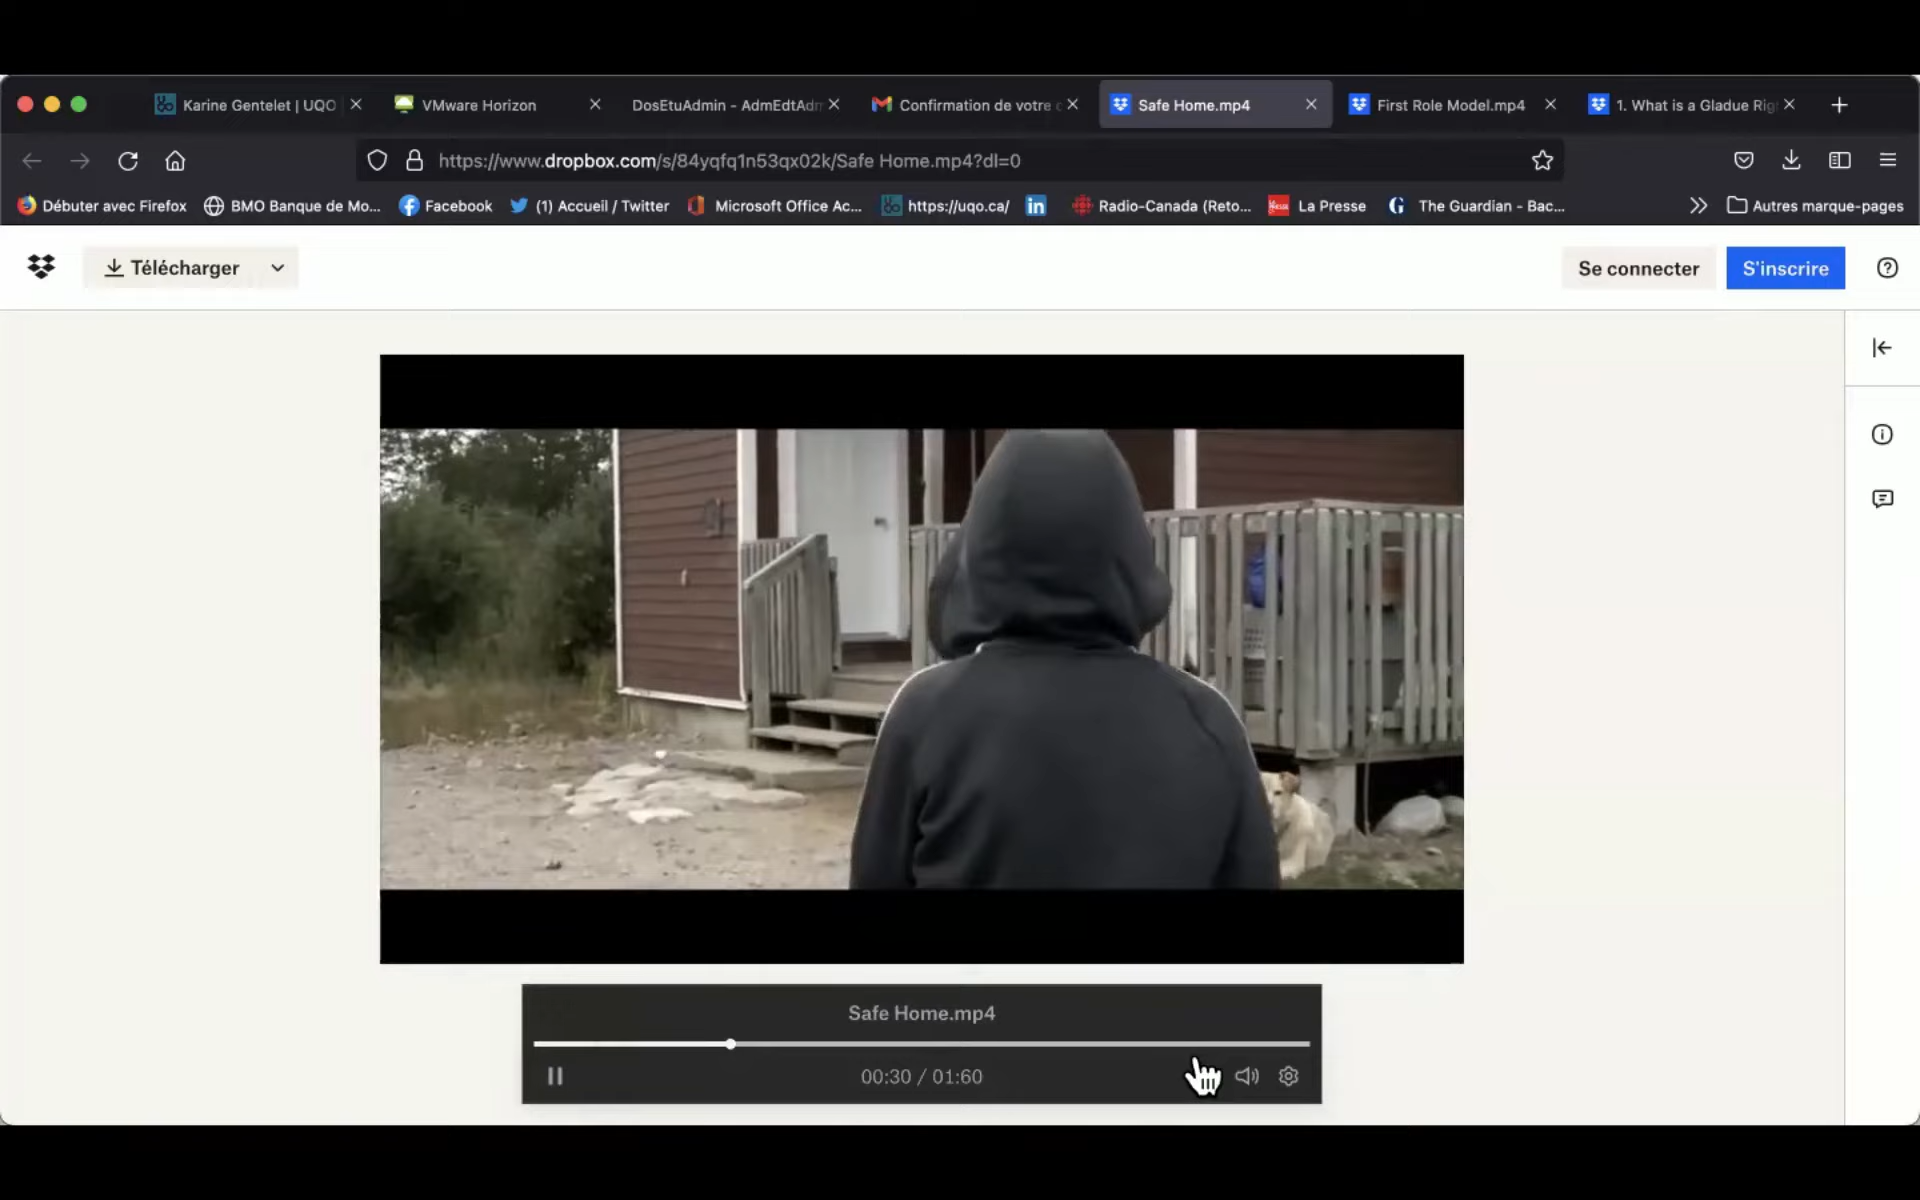 Karine Gentelet | UQO
VMware Horizon
DosEtuAdmin - AdmEdtAdm
Confirmation de votre c
Safe Home.mp4
First Role Model.mp4
1. What is a Gladue Rig
https://www.dropbox.com/s/84yqfq1n53qx02k/Safe Home.mp4?dl=0
Débuter avec Firefox
BMO Banque de Mo...
Facebook
(1) Accueil / Twitter
Microsoft Office Ac...
https://uqo.ca/
in
Radio-Canada (Reto...
La Presse
G
The Guardian - Bac...
Autres marque-pages
Télécharger
Se connecter
S'inscrire
Safe Home.mp4
00:30 / 01:60